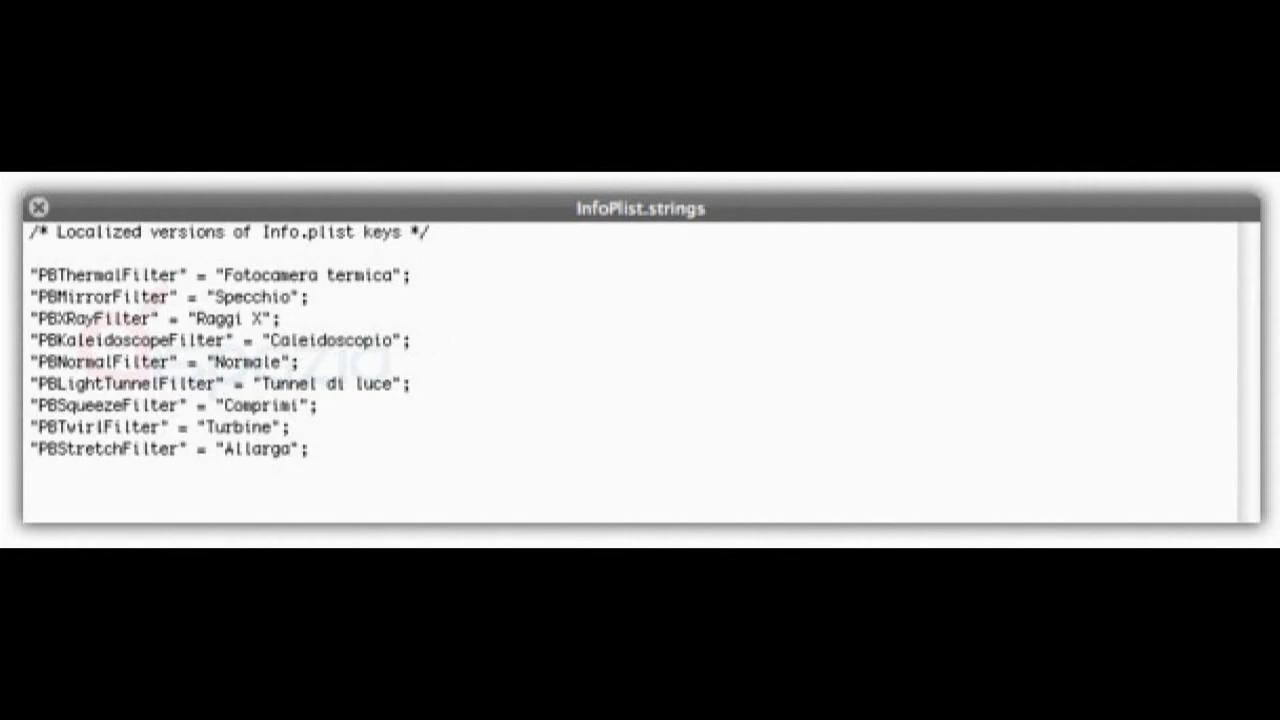 InfoPlist.strings
/* Localized versions of Info.plist keys */
"PBThermalFilter" = "Fotocamera termica";
"PBMirrorFilter" = "Specchio";
"PBXRayFilter" = "Raggi X";
"PBKaleidoscopeFilter" = "Caleidoscopio";
"PBNormalFilter" = "Normale";
"PBLightTunnelFilter" = "Tunnel di luce";
"PBSqueezeFilter" = "Comprimi";
"PBTwirlFilter" = "Turbine";
"PBStretchFilter" = "Allarga";